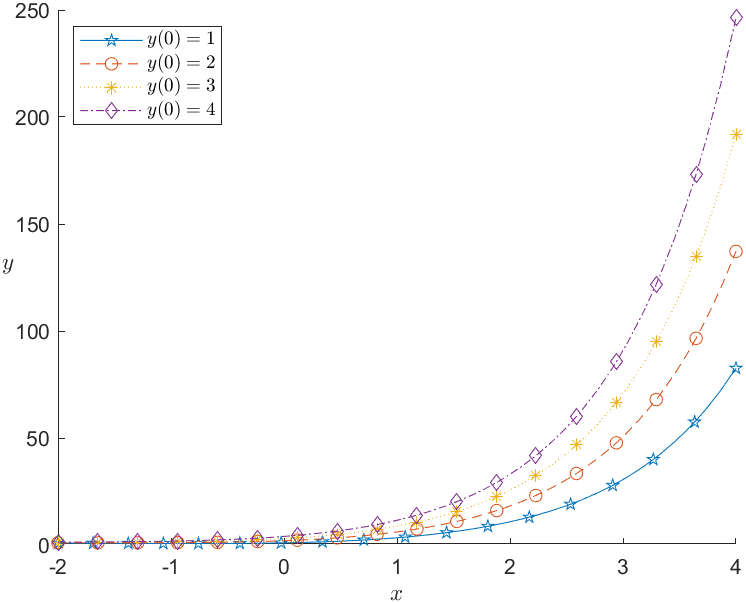 250
y(0) = 1
y(0) = 2
y(0) = 3
y(0) = 4
200
150
y
100
50
0
-2 -1 0 1 2 3 4
x